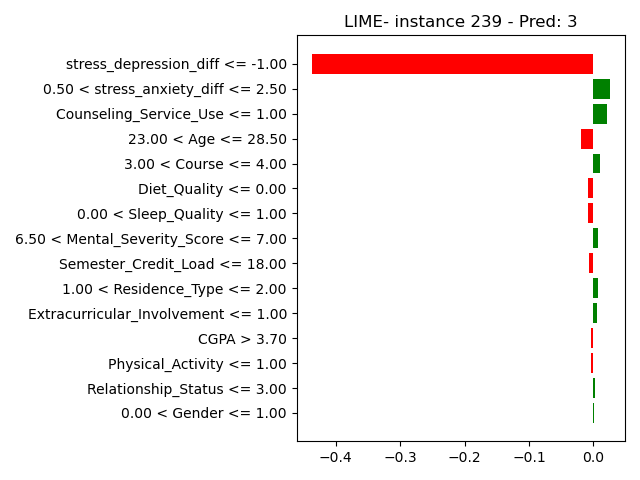 LIME- instance 239 - Pred: 3
stress_depression_diff <= -1.00
0.50 < stress_anxiety_diff <= 2.50
Counseling_Service_Use <= 1.00
23.00 < Age <= 28.50
3.00 < Course <= 4.00
Diet_Quality <= 0.00
0.00 < Sleep_Quality <= 1.00
6.50 < Mental_Severity_Score <= 7.00
Semester_Credit_Load <= 18.00
1.00 < Residence_Type <= 2.00
Extracurricular_Involvement <= 1.00
CGPA > 3.70
Physical_Activity <= 1.00
Relationship_Status <= 3.00
0.00 < Gender <= 1.00
−0.4 −0.3 −0.2 −0.1 0.0